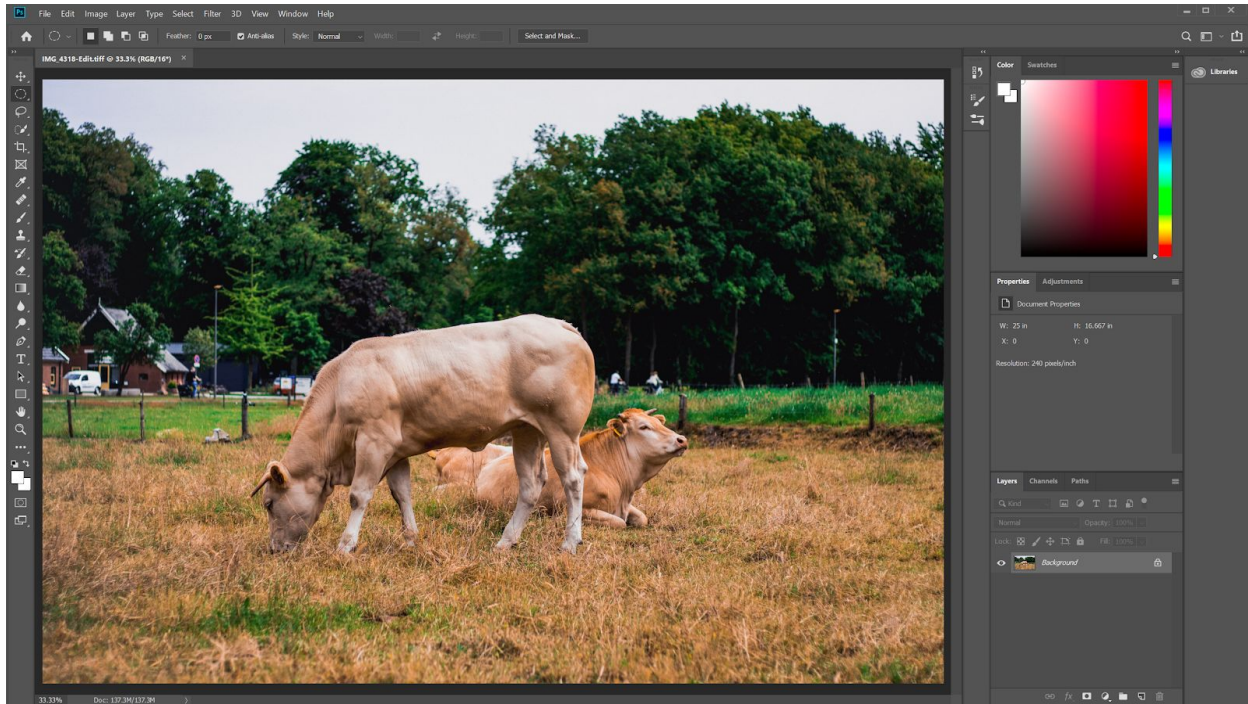 Ps File Edit Image Layer Type Select Filter 3D View Window Help
Feather: 0 px Anti-alias Style: Normal Width: Height: Select and Mask...
IMG_4318-Edit.tiff @ 33.3% (RGB/16*) ×
Color Swatches
Libraries
Properties Adjustments
Document Properties
W: 25 in H: 16.667 in
X: 0 Y: 0
Resolution: 240 pixels/inch
Layers Channels Paths
Kind
Normal Opacity: 100%
Lock: Fill: 100%
Background
fx
33.33% Doc: 137.3M/137.3M